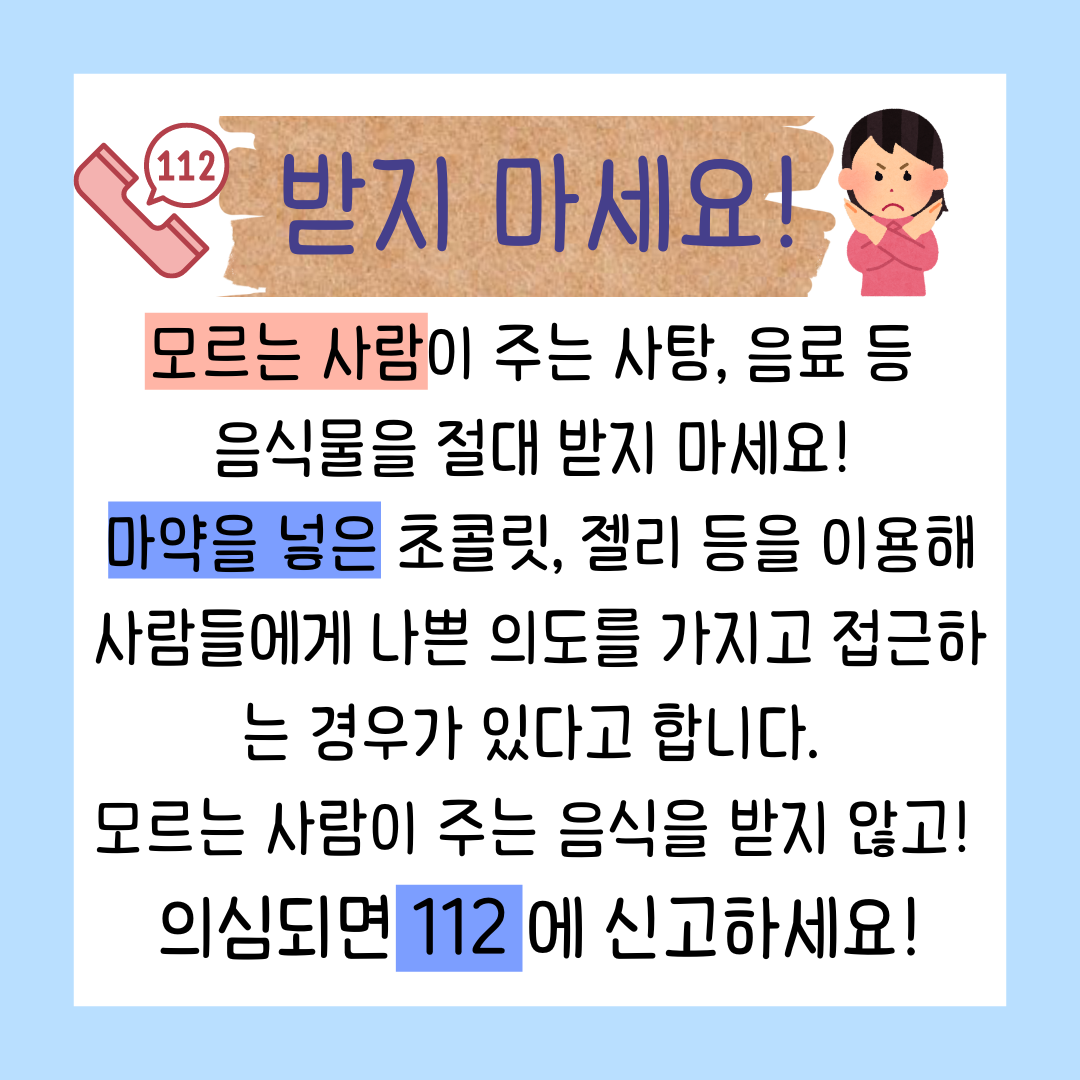 112
받지 마세요!
모르는 사람이 주는 사탕, 음료 등
음식물을 절대 받지 마세요!
마약을 넣은 초콜릿, 젤리 등을 이용해
사람들에게 나쁜 의도를 가지고 접근하
는 경우가 있다고 합니다.
모르는 사람이 주는 음식을 받지 않고!
의심되면 112에 신고하세요!